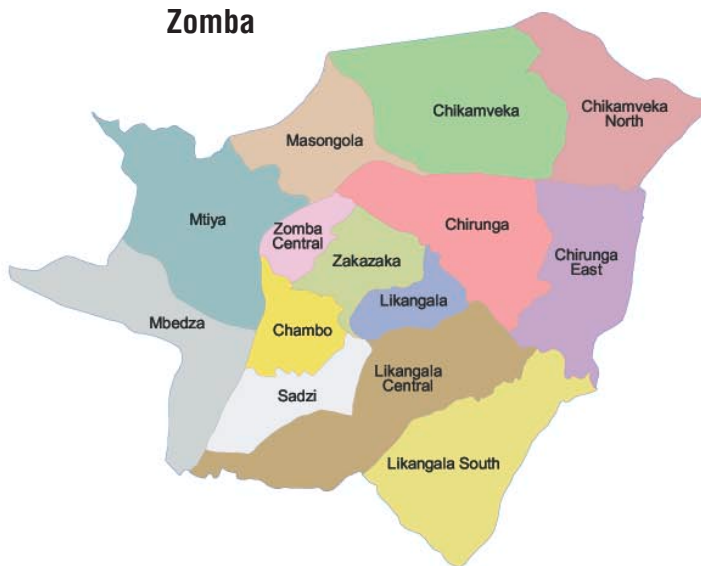 Zomba
Chikamveka
Chikamveka
North
Masongola
Mtiya
Zomba
Central
Chirunga
Chirunga
East
Zakazaka
Likangala
Mbedza
Chambo
Likangala
Central
Sadzi
Likangala South